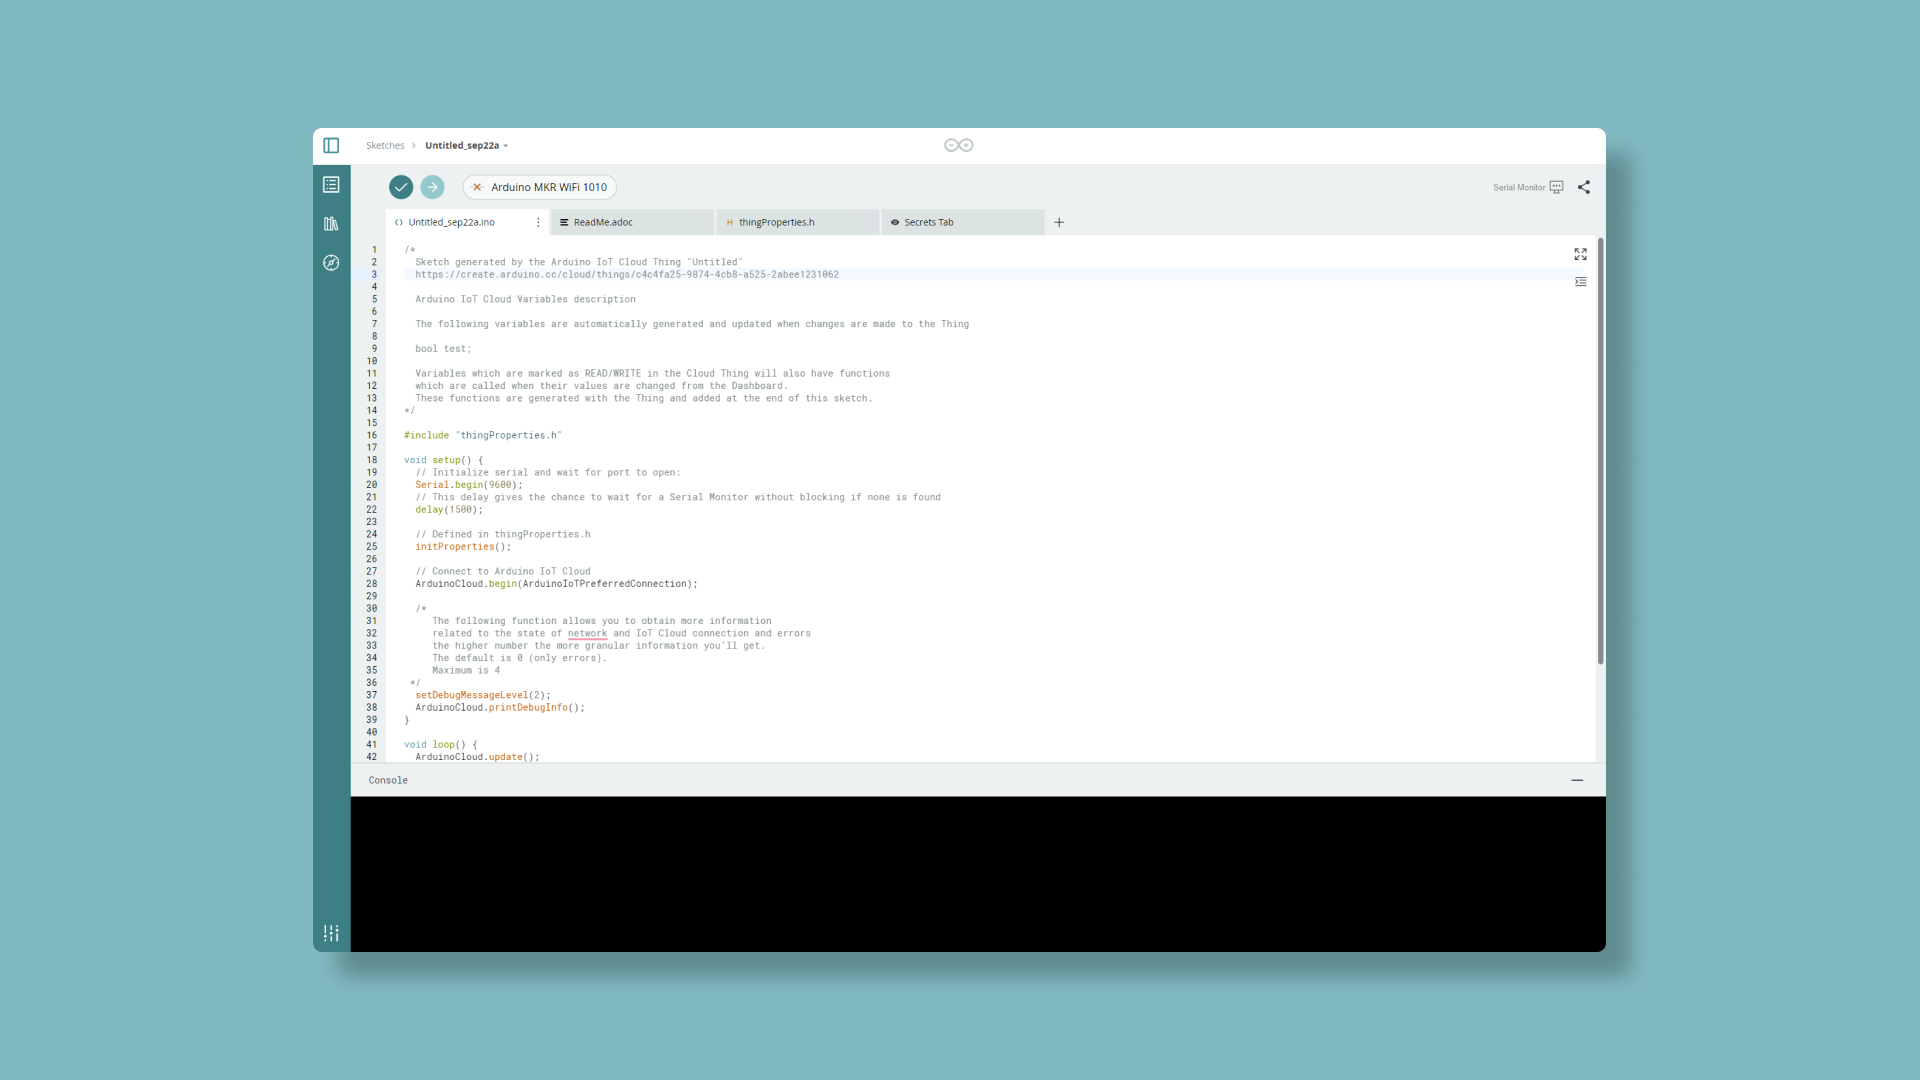 Sketches > Untitled_sep22a
Arduino MKR WiFi 1010
Serial Monitor
Untitled_sep22a.ino
ReadMe.adoc
thingProperties.h
Secrets Tab
1 /*
2 Sketch generated by the Arduino IoT Cloud Thing "Untitled"
3 https://create.arduino.cc/cloud/things/c4c4fa25-9874-4cb8-a525-2abee1231062
4
5 Arduino IoT Cloud Variables description
6
7 The following variables are automatically generated and updated when changes are made to the Thing
8
9 bool test;
10
11 Variables which are marked as READ/WRITE in the Cloud Thing will also have functions
12 which are called when their values are changed from the Dashboard.
13 These functions are generated with the Thing and added at the end of this sketch.
14 */
15
16 #include "thingProperties.h"
17
18 void setup() {
19 // Initialize serial and wait for port to open:
20 Serial.begin(9600);
21 // This delay gives the chance to wait for a Serial Monitor without blocking if none is found
22 delay(1500);
23
24 // Defined in thingProperties.h
25 initProperties();
26
27 // Connect to Arduino IoT Cloud
28 ArduinoCloud.begin(ArduinoIoTPreferredConnection);
29
30 /*
31 The following function allows you to obtain more information
32 related to the state of network and IoT Cloud connection and errors
33 the higher number the more granular information you'll get.
34 The default is 0 (only errors).
35 Maximum is 4
36 */
37 setDebugMessageLevel(2);
38 ArduinoCloud.printDebugInfo();
39 }
40
41 void loop() {
42 ArduinoCloud.update();
Console